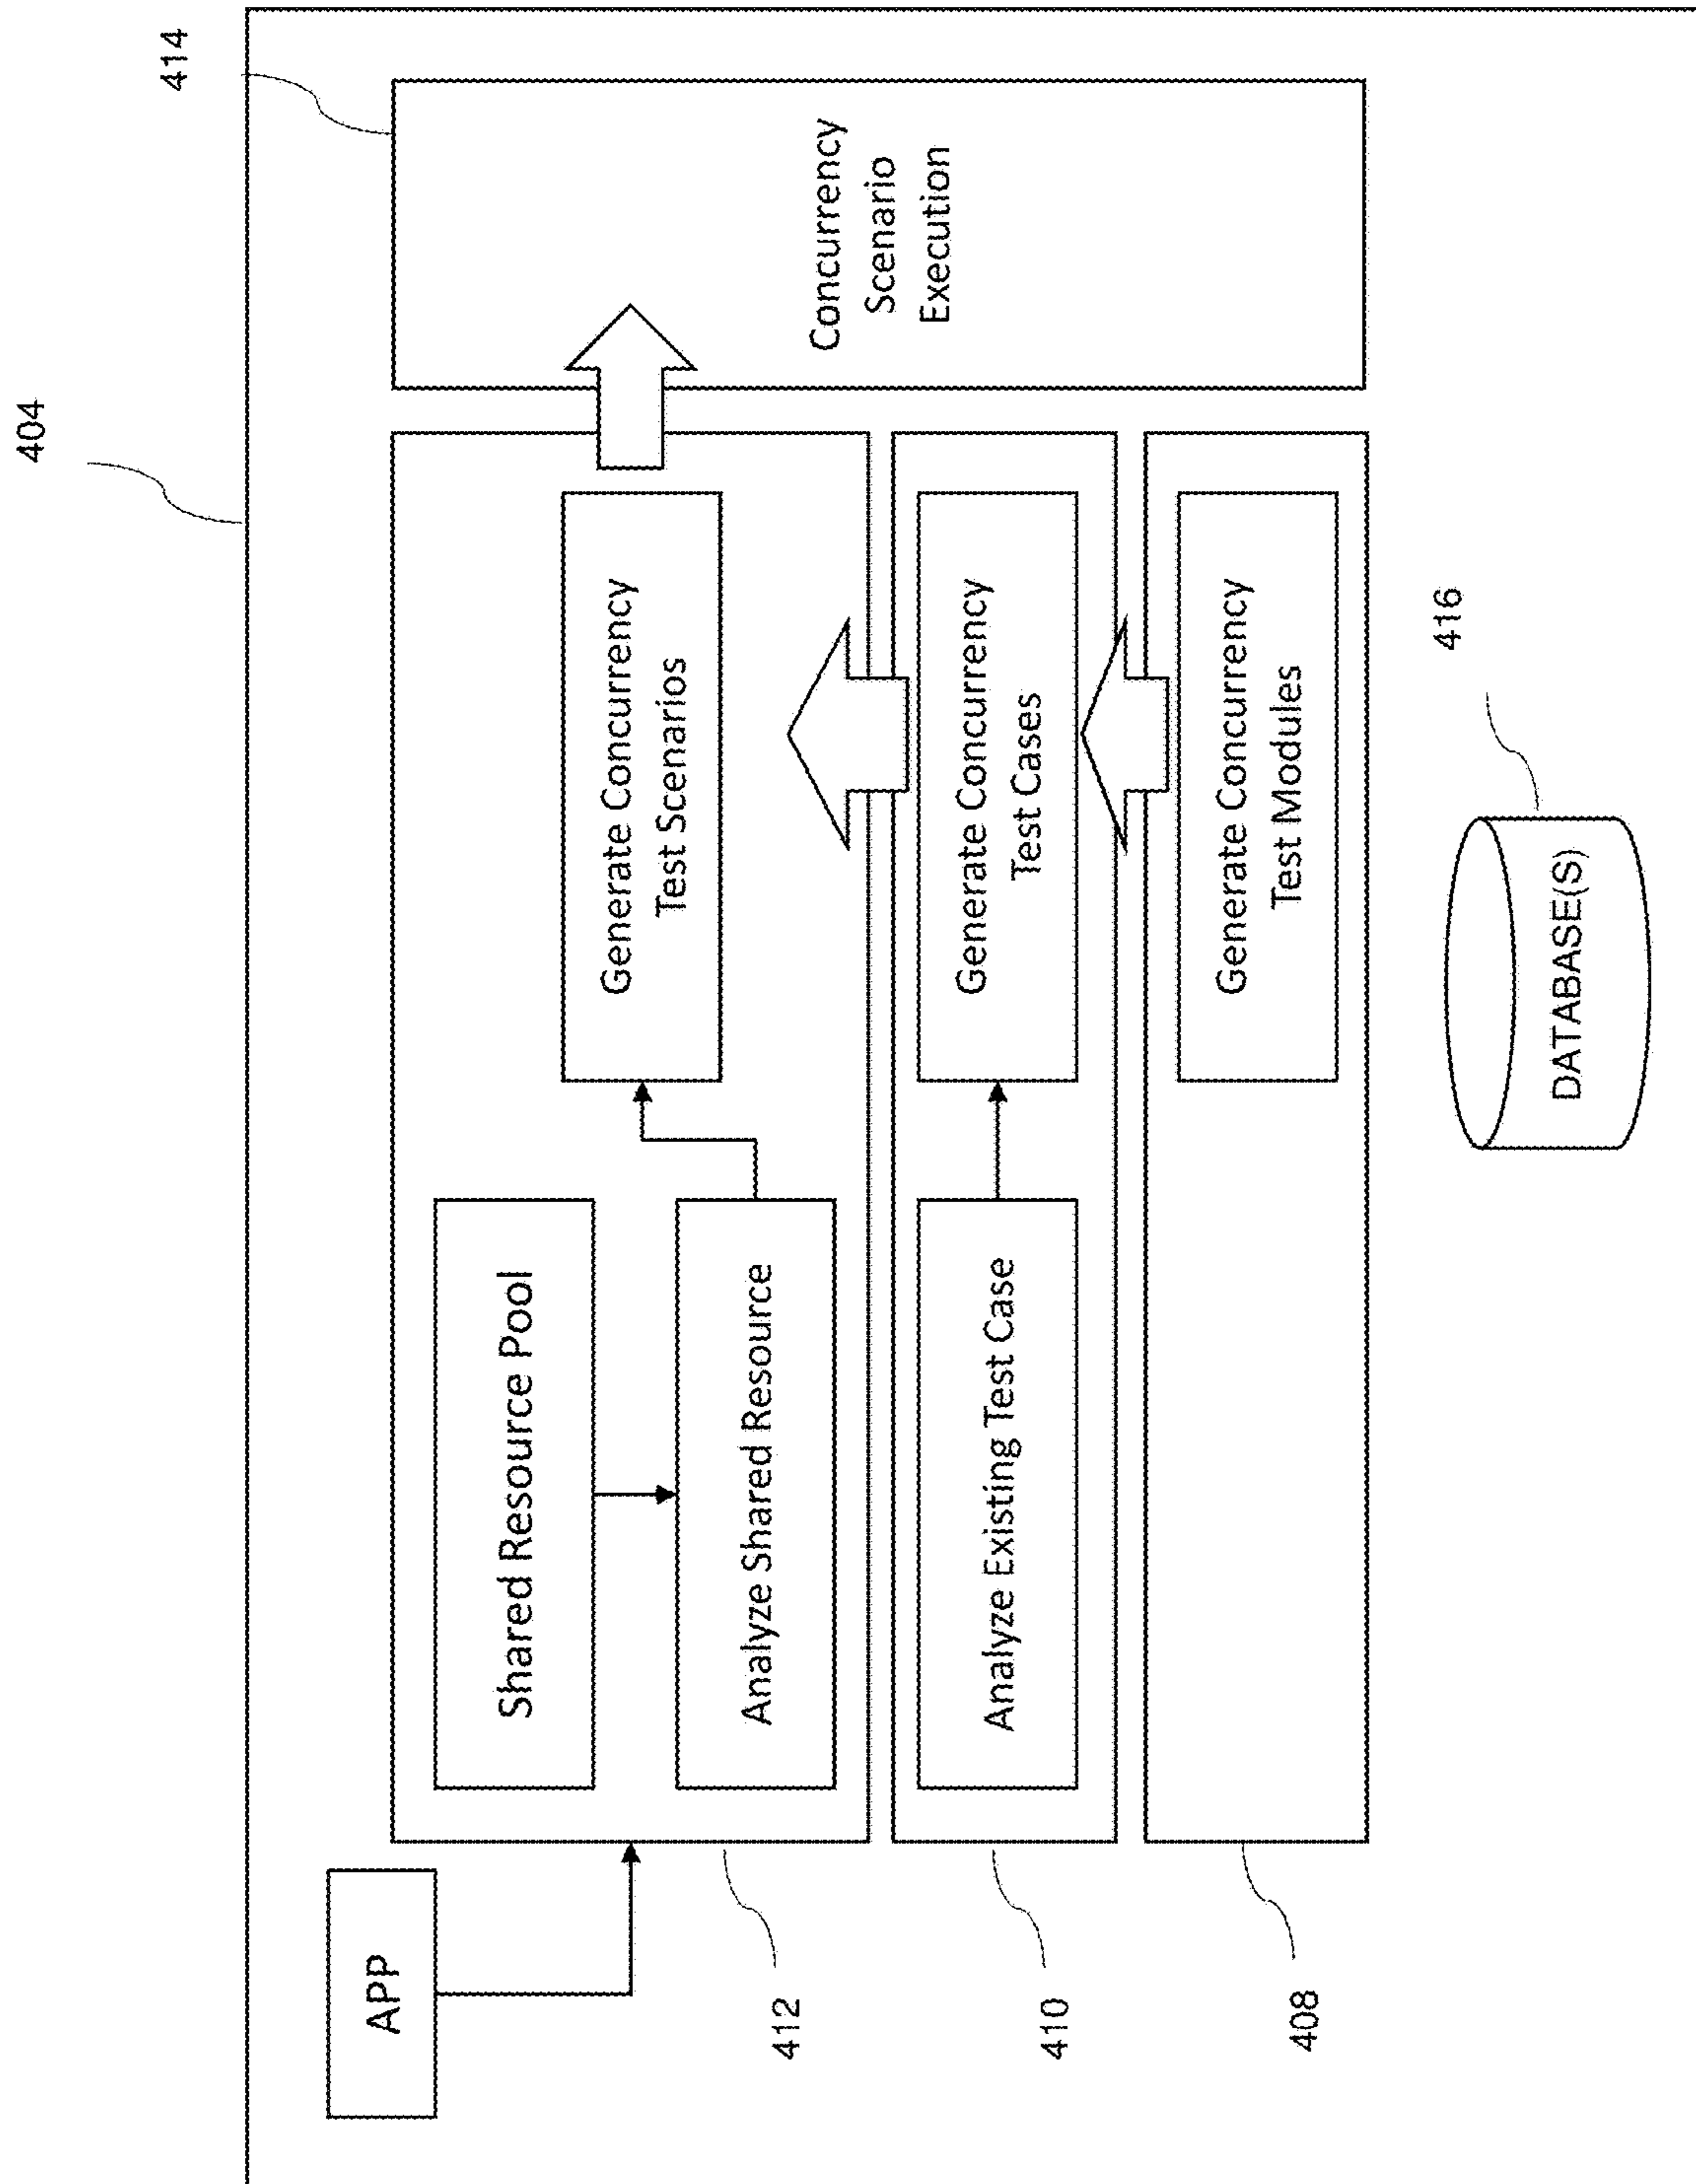 404
414
APP
Shared Resource Pool
Analyze Shared Resource
Generate Concurrency
Test Scenarios
Concurrency
Scenario
Execution
412
Analyze Existing Test Case
Generate Concurrency
Test Cases
410
Generate Concurrency
Test Modules
408
416
DATABASE(S)